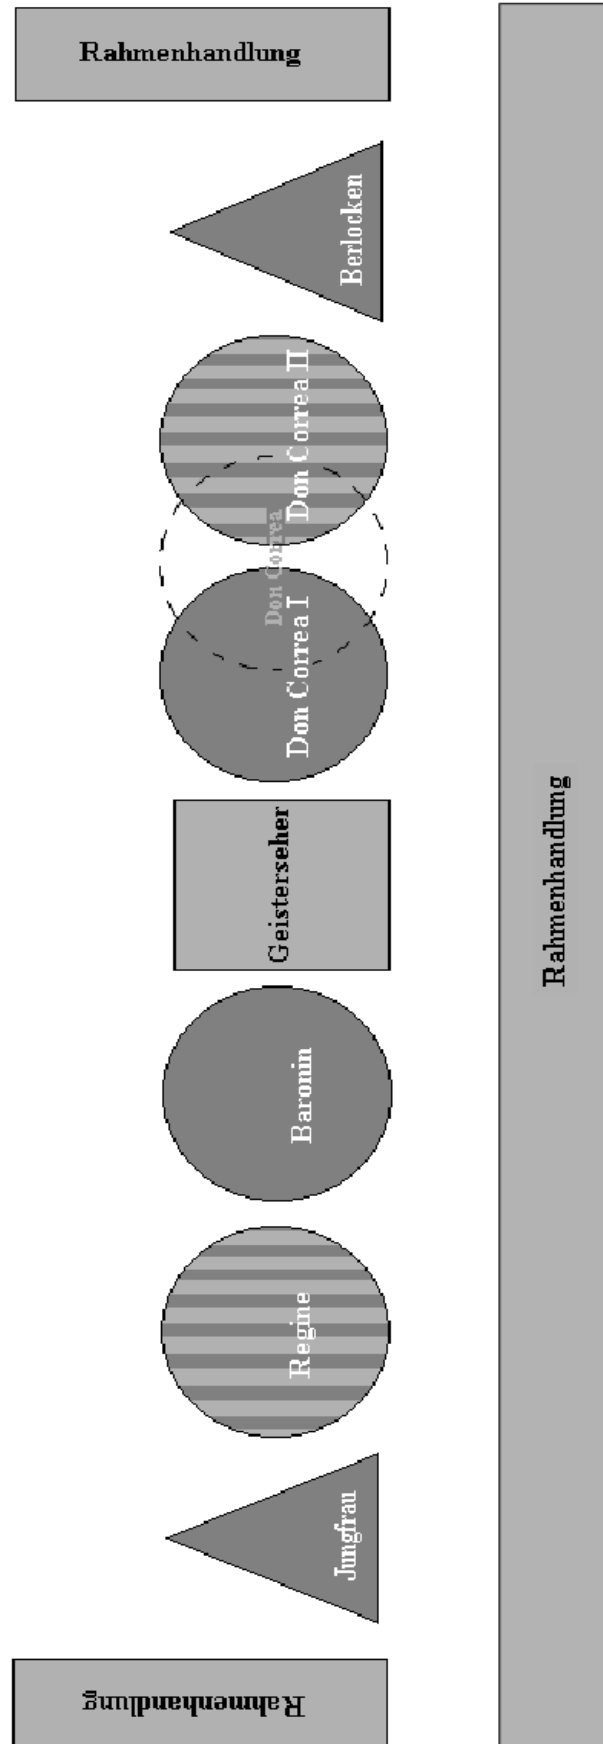 Rahmenhandlung
Jungfrau
Regine
Baronin
Geisterseher
Don Correa I
Don Correa
Don Correa II
Berlocken
Rahmenhandlung
Rahmenhandlung